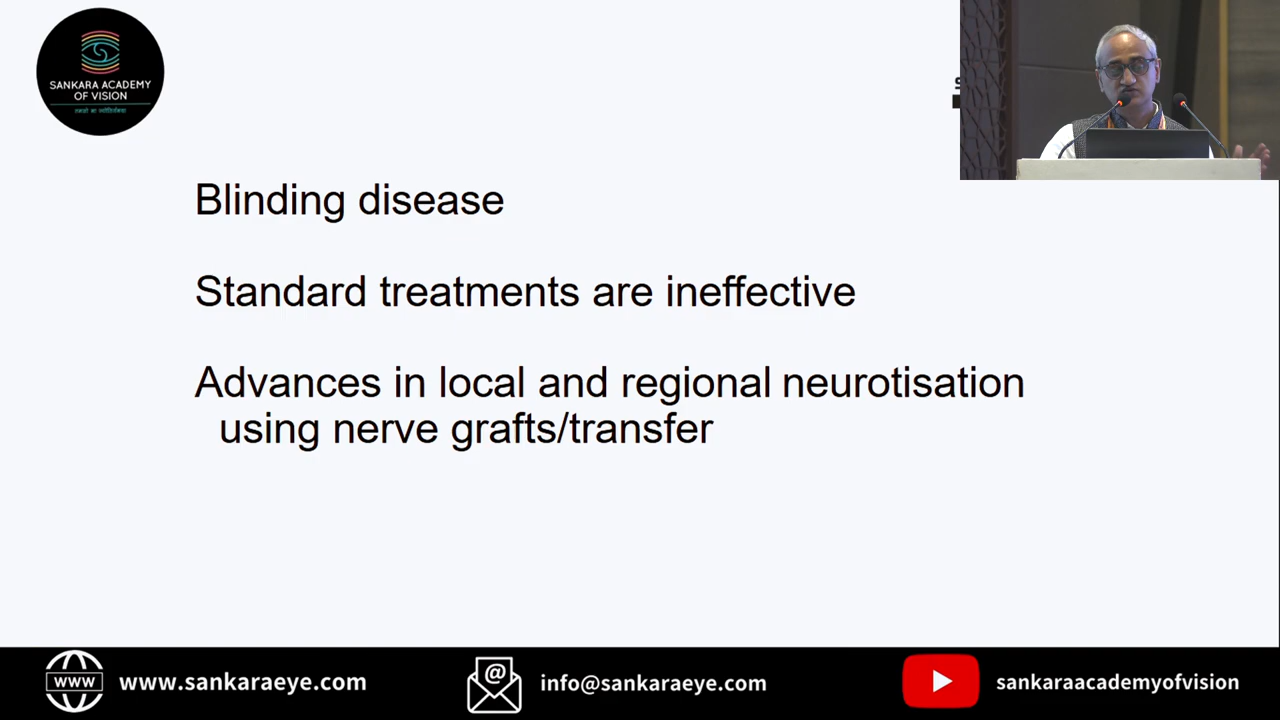 SANKARA ACADEMY
OF VISION
Blinding disease
Standard treatments are ineffective
Advances in local and regional neurotisation
using nerve grafts/transfer
www
www.sankaraeye.com
@
info@sankaraeye.com
sankaraacademyofvision